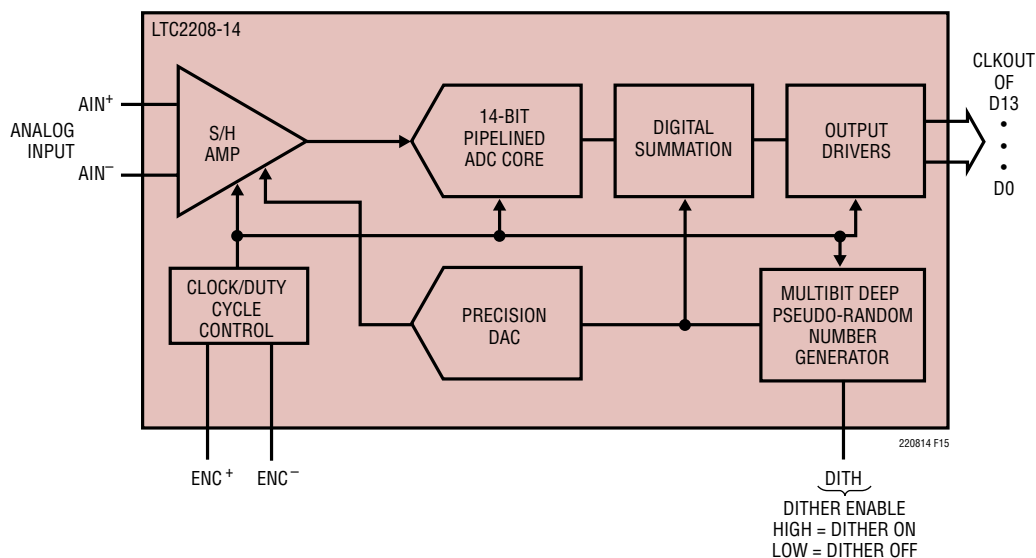 LTC2208-14
AIN+
ANALOG
INPUT
AIN−
S/H
AMP
14-BIT
PIPELINED
ADC CORE
DIGITAL
SUMMATION
OUTPUT
DRIVERS
CLKOUT
OF
D13
•
•
•
D0
CLOCK/DUTY
CYCLE
CONTROL
PRECISION
DAC
MULTIBIT DEEP
PSEUDO-RANDOM
NUMBER
GENERATOR
220814 F15
ENC+
ENC−
DITH
DITHER ENABLE
HIGH = DITHER ON
LOW = DITHER OFF